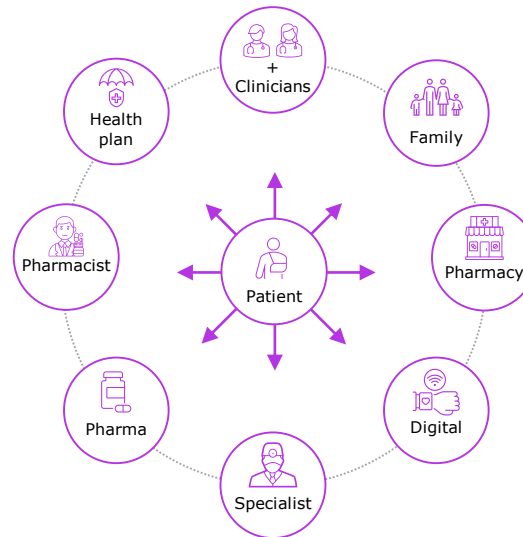 +
Clinicians
Health
plan
Family
Pharmacist
Patient
Pharmacy
Pharma
Digital
Specialist